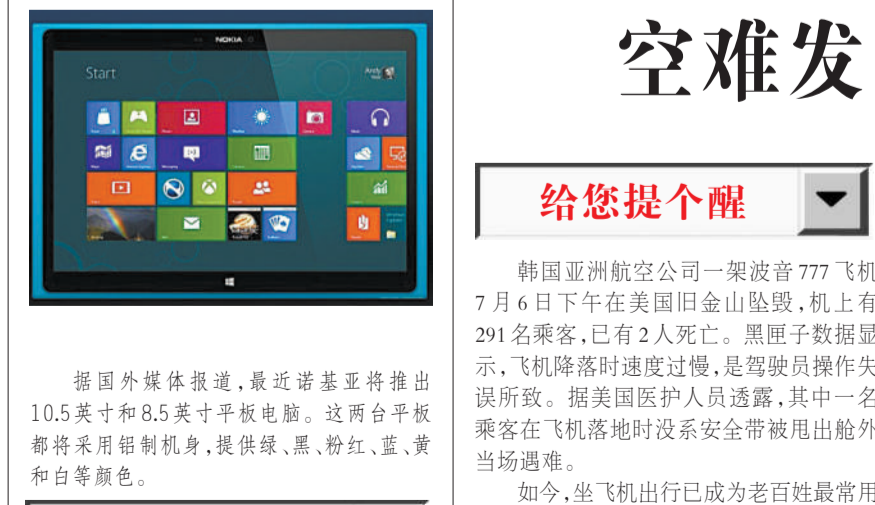 NOKIA
Start
据国外媒体报道,最近诺基亚将推出
10.5英寸和8.5英寸平板电脑。这两台平板
都将采用铝制机身,提供绿、黑、粉红、蓝、黄
和白等颜色。
空难发
给您提个醒
韩国亚洲航空公司一架波音777飞机
7月6日下午在美国旧金山坠毁,机上有
291名乘客,已有2人死亡。黑匣子数据显
示,飞机降落时速度过慢,是驾驶员操作失
误所致。据美国医护人员透露,其中一名
乘客在飞机落地时没系安全带被甩出舱外
当场遇难。
如今,坐飞机出行已成为老百姓最常用